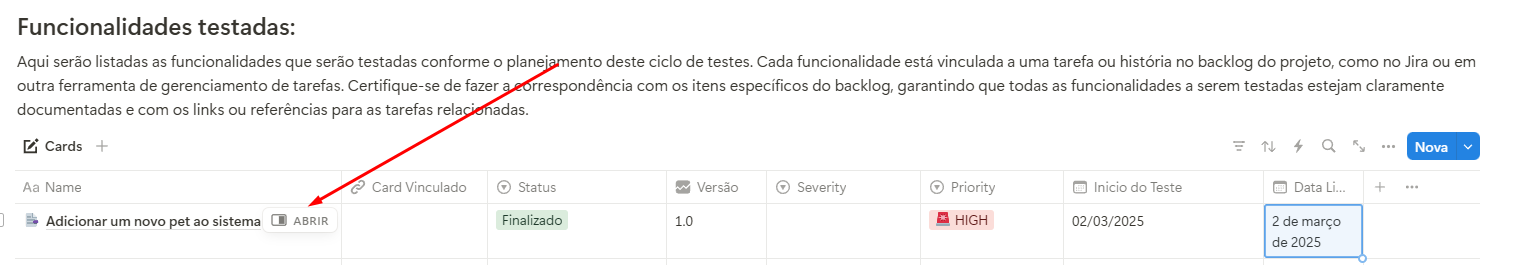 Funcionalidades testadas:
Aqui serão listadas as funcionalidades que serão testadas conforme o planejamento deste ciclo de testes. Cada funcionalidade está vinculada a uma tarefa ou história no backlog do projeto, como no Jira ou em
outra ferramenta de gerenciamento de tarefas. Certifique-se de fazer a correspondência com os itens específicos do backlog, garantindo que todas as funcionalidades a serem testadas estejam claramente
documentadas e com os links ou referências para as tarefas relacionadas.
Cards
Nova
Aa Name Card Vinculado Status Versão Severity Priority Inicio do Teste Data Li...
Adicionar um novo pet ao sistema ABRIR Finalizado 1.0 HIGH 02/03/2025 2 de março
de 2025